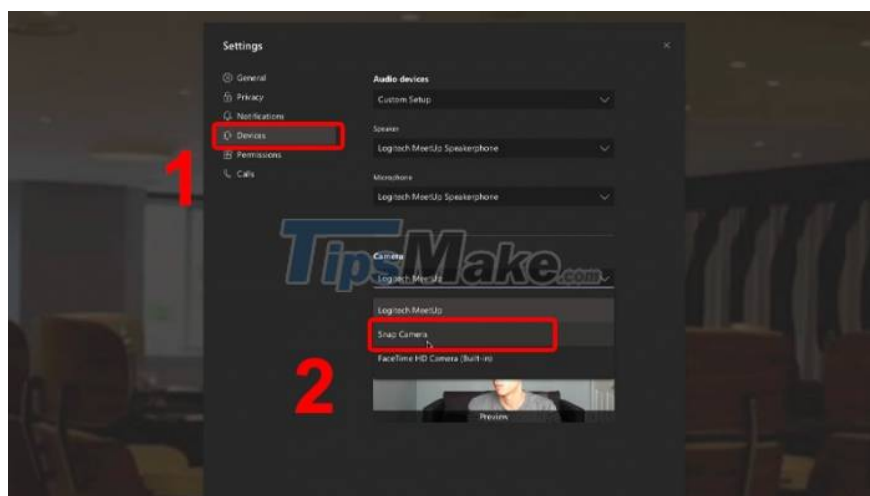 Settings
General
Privacy
Notifications
Devices
Permissions
Calls
1
Audio devices
Custom Setup
Speaker
Logitech MeetUp Speakerphone
Microphone
Logitech MeetUp Speakerphone
TipsMake.com
Camera
Logitech MeetUp
Logitech MeetUp
Snap Camera
FaceTime HD Camera (Built-in)
2
Preview